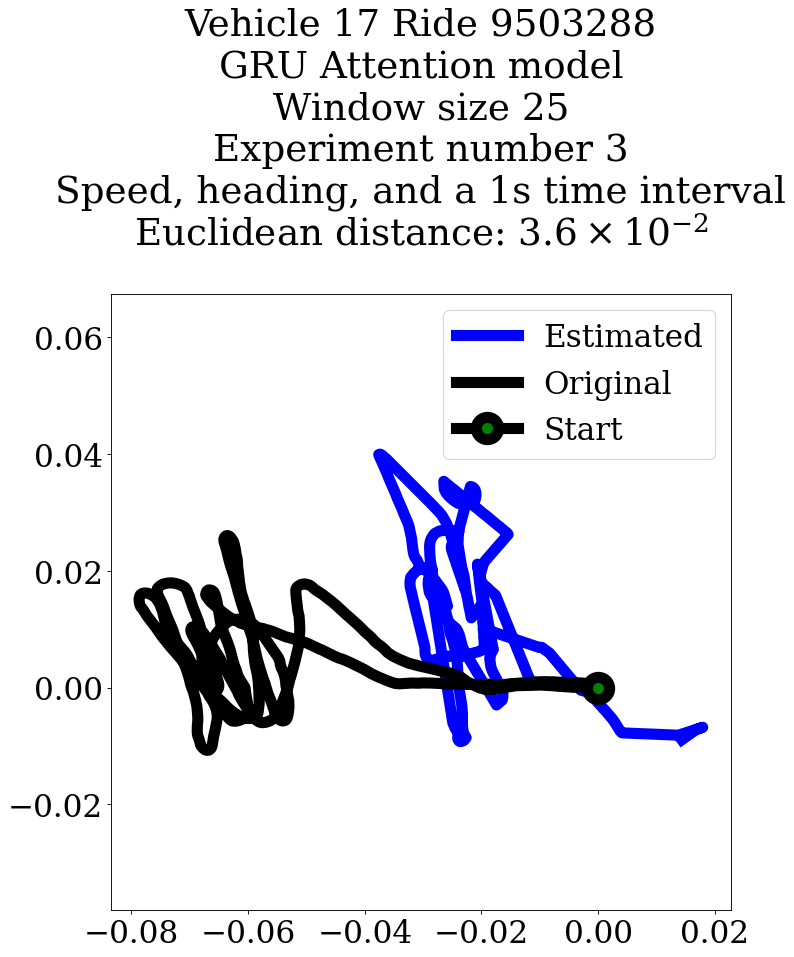 Vehicle 17 Ride 9503288
GRU Attention model
Window size 25
Experiment number 3
Speed, heading, and a 1s time interval
Euclidean distance: 3.6 × 10⁻²
Estimated
Original
Start
0.06
0.04
0.02
0.00
−0.02
−0.08
−0.06
−0.04
−0.02
0.00
0.02